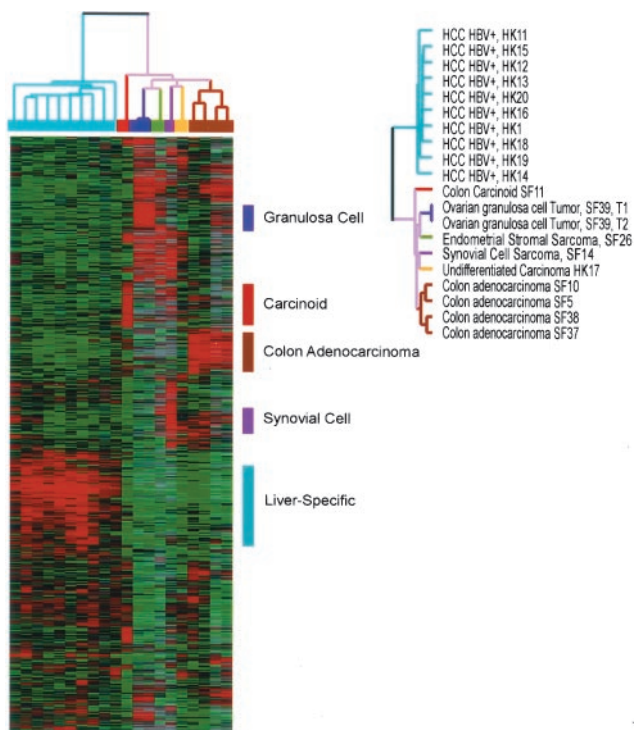 Granulosa Cell
Carcinoid
Colon Adenocarcinoma
Synovial Cell
Liver-Specific
HCC HBV+, HK11
HCC HBV+, HK15
HCC HBV+, HK12
HCC HBV+, HK13
HCC HBV+, HK20
HCC HBV+, HK16
HCC HBV+, HK1
HCC HBV+, HK18
HCC HBV+, HK19
HCC HBV+, HK14
Colon Carcinoid SF11
Ovarian granulosa cell Tumor, SF39, T1
Ovarian granulosa cell Tumor, SF39, T2
Endometrial Stromal Sarcoma, SF26
Synovial Cell Sarcoma, SF14
Undifferentiated Carcinoma HK17
Colon adenocarcinoma SF10
Colon adenocarcinoma SF5
Colon adenocarcinoma SF38
Colon adenocarcinoma SF37